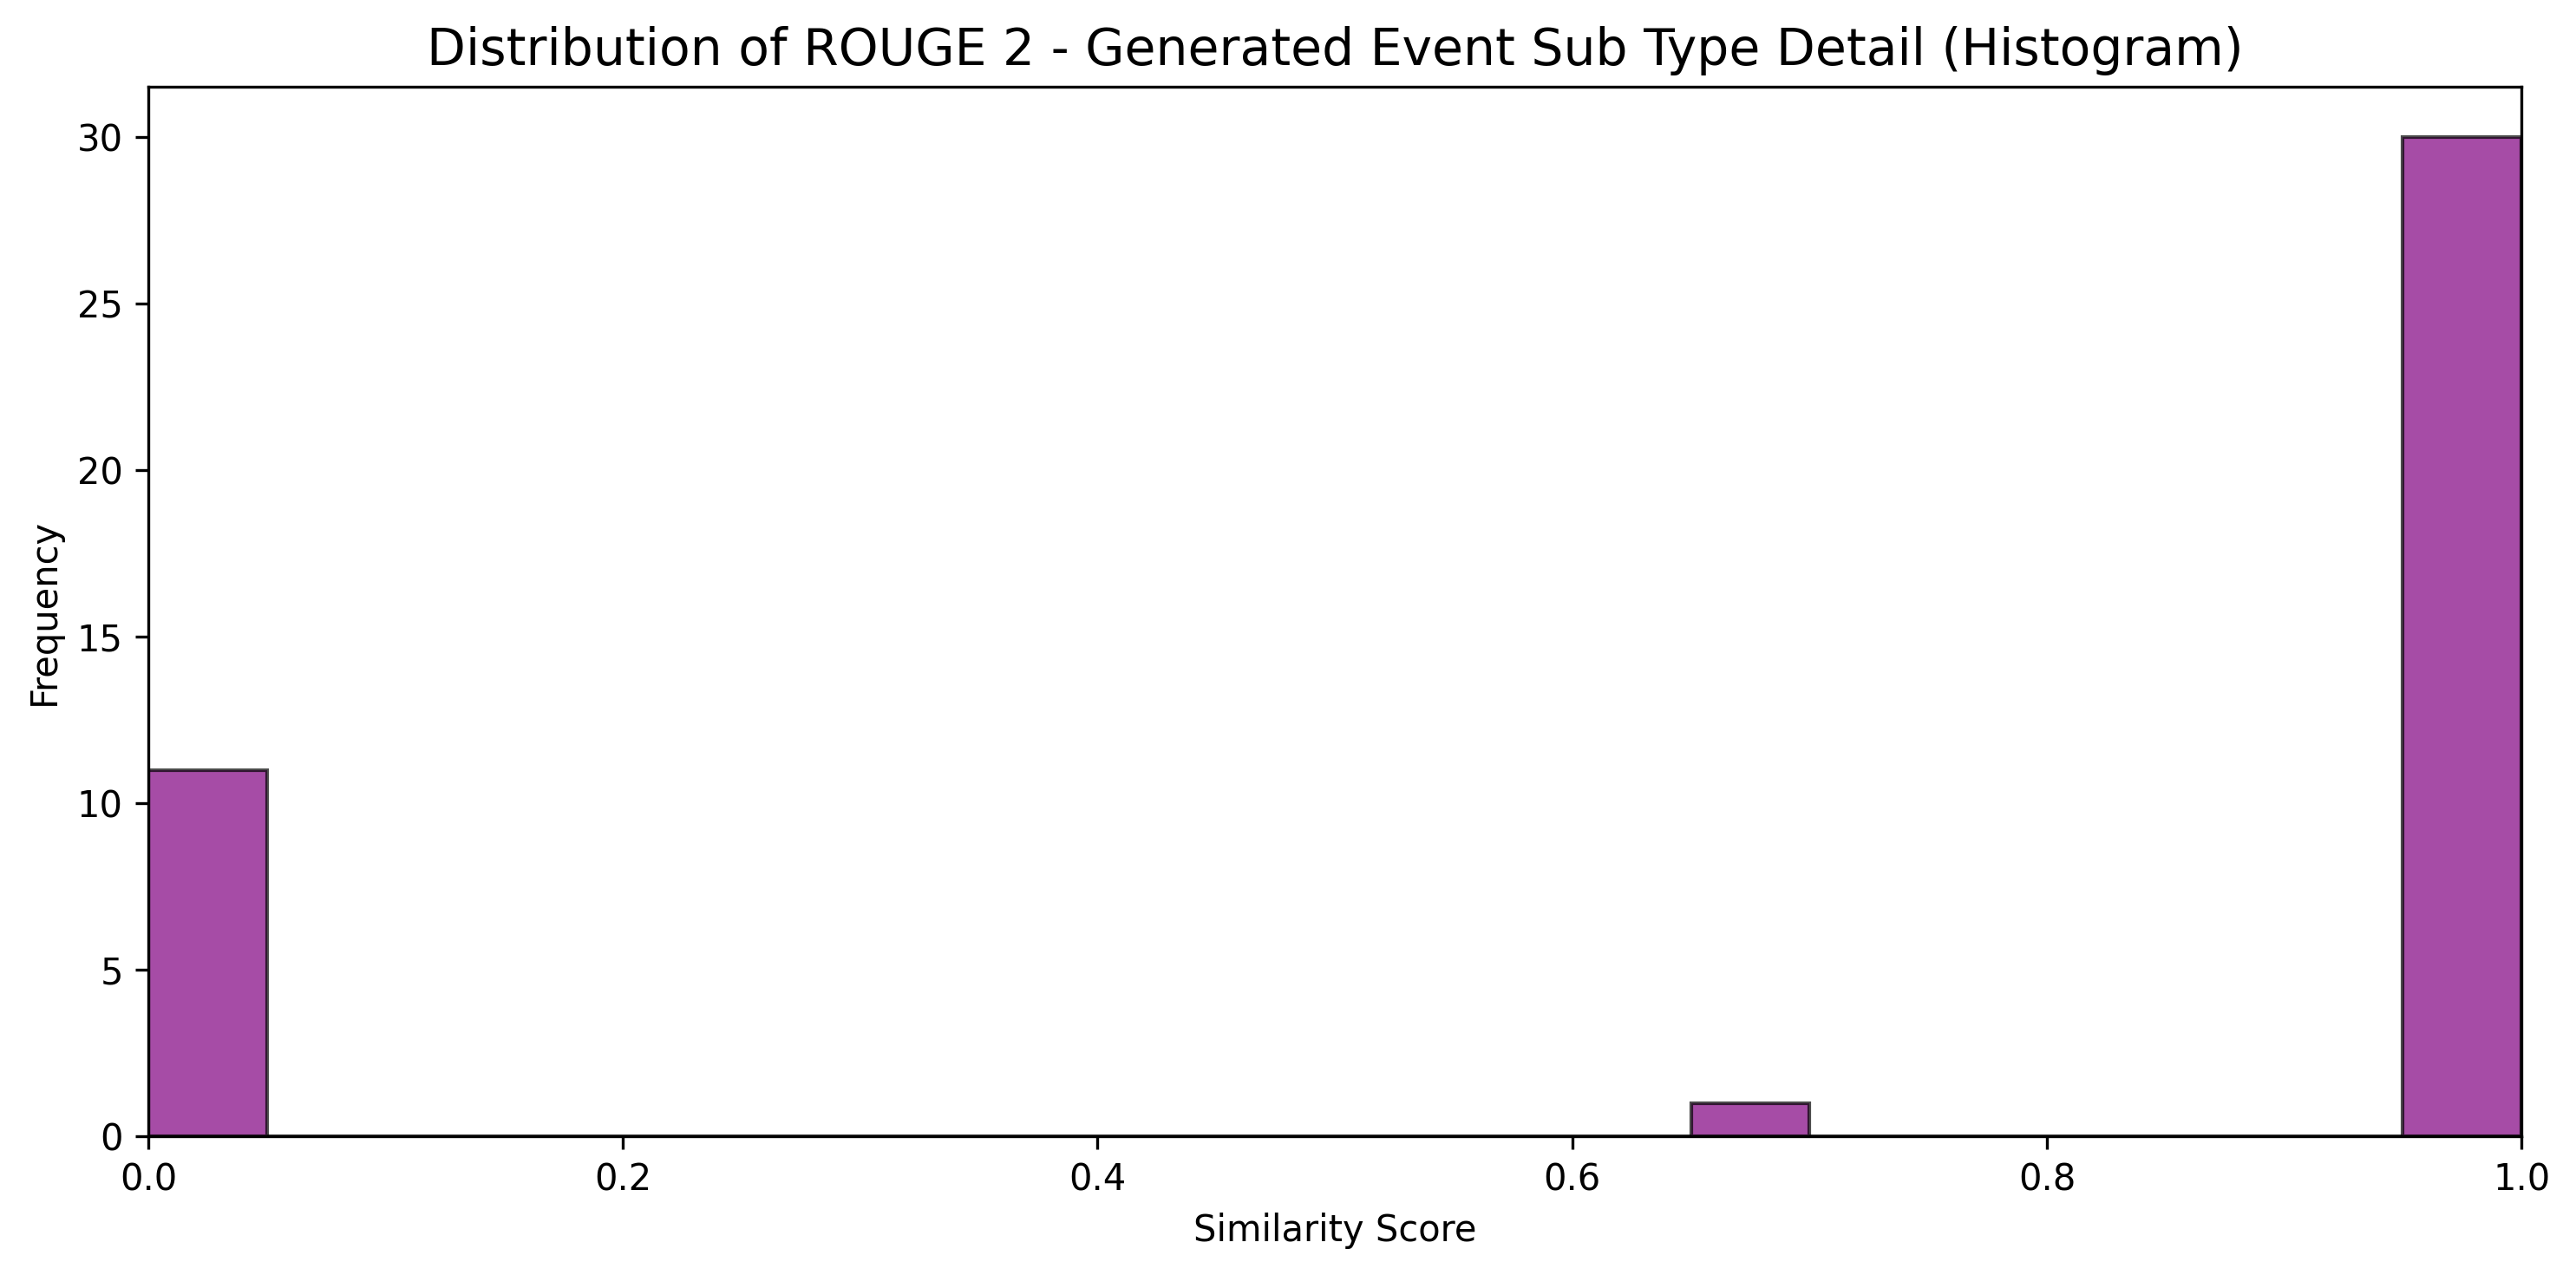 Distribution of ROUGE 2 - Generated Event Sub Type Detail (Histogram)
30
25
20
15
10
5
0
Frequency
0.0 0.2 0.4 0.6 0.8 1.0
Similarity Score